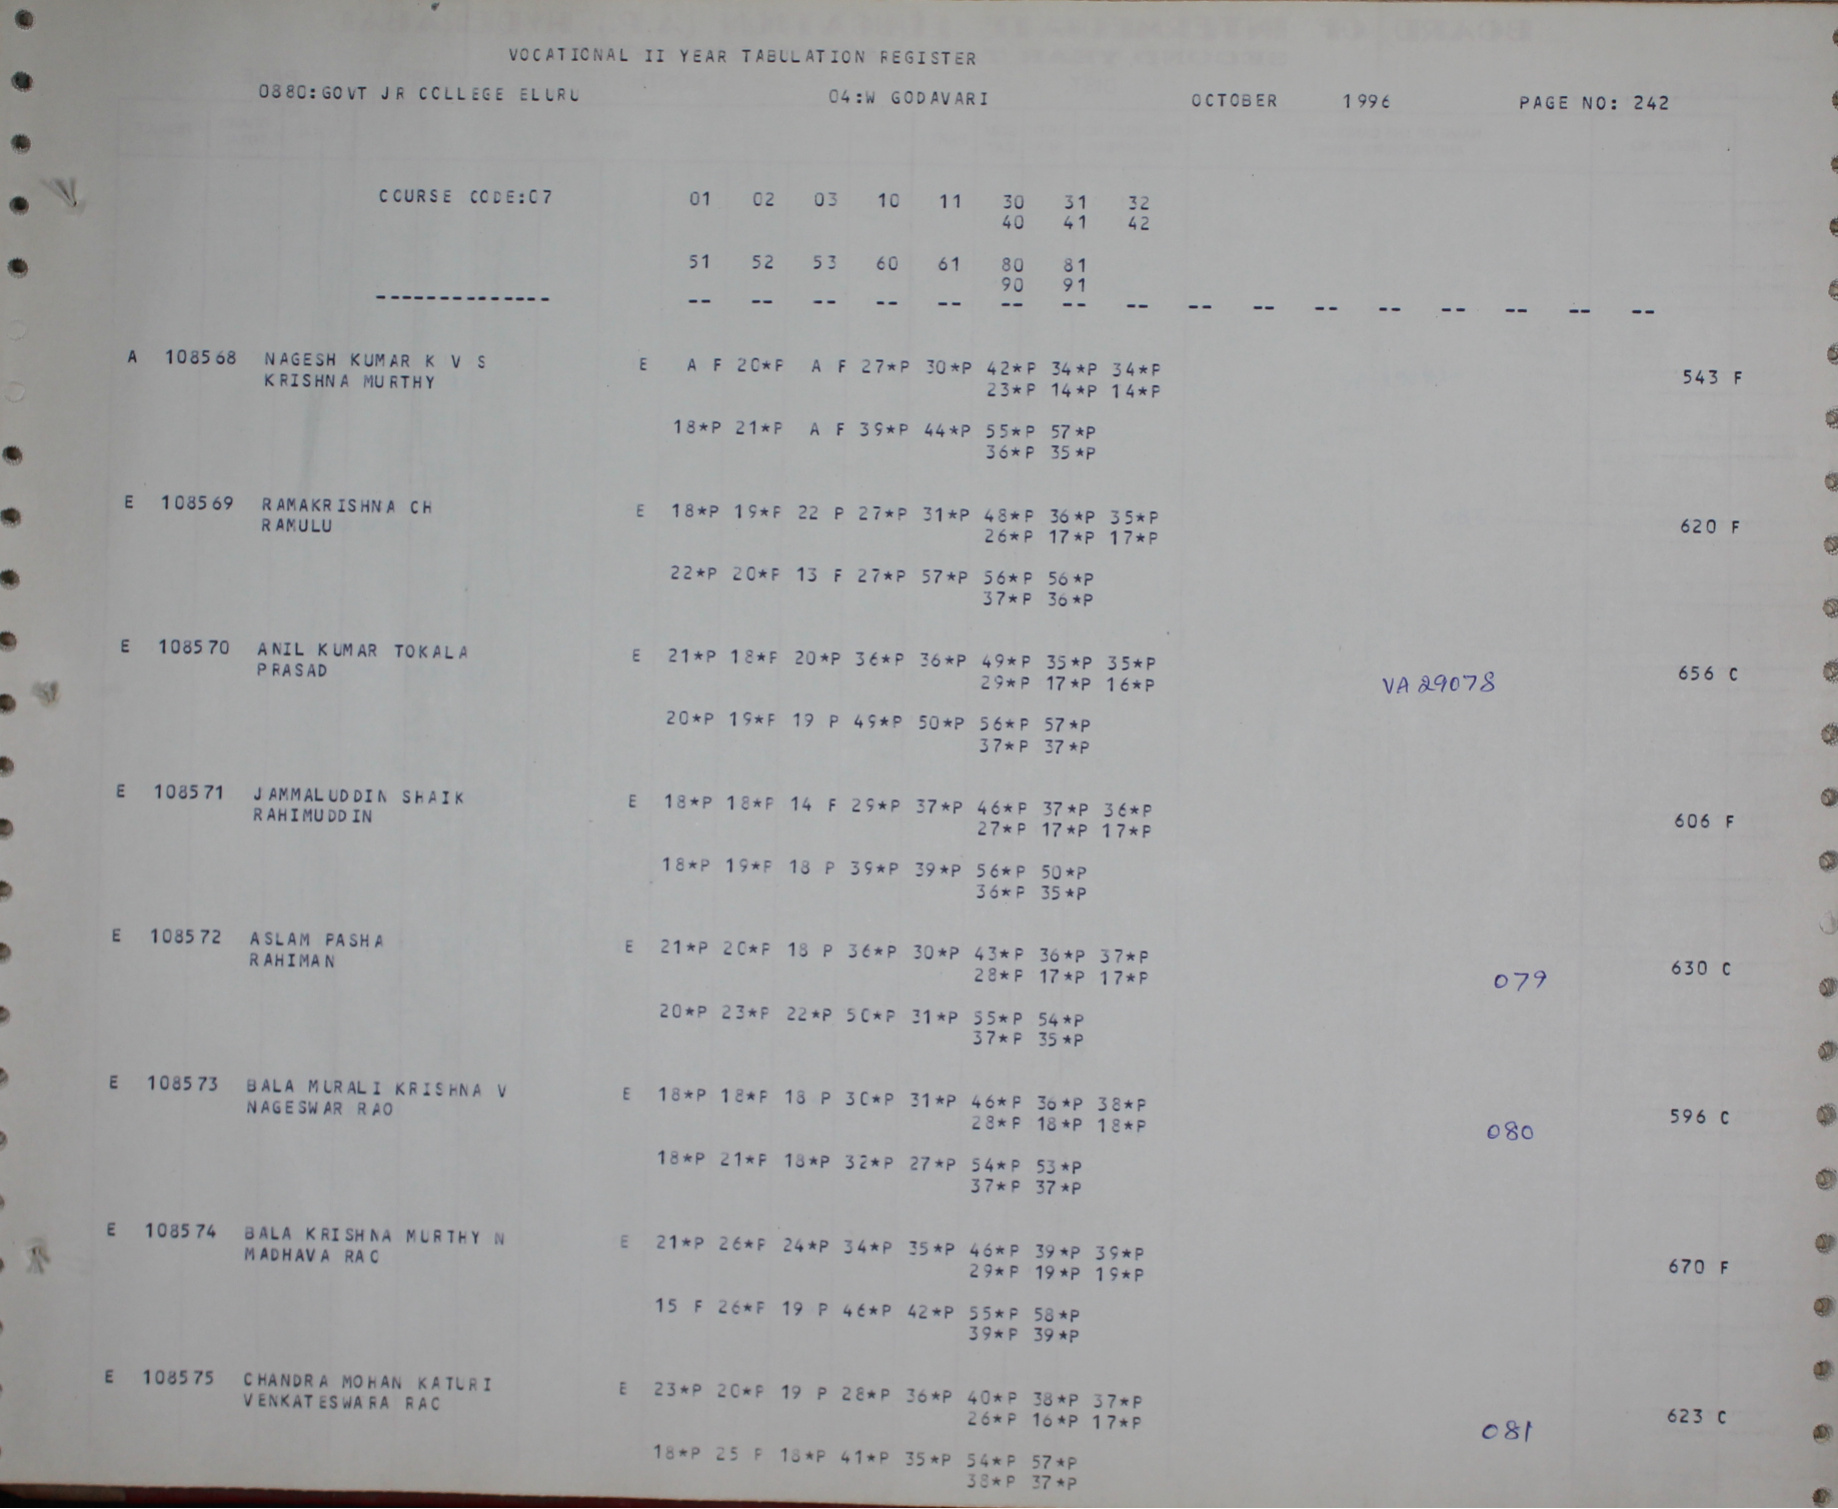 VOCATIONAL II YEAR TABULATION REGISTER
0880:GOVT JR COLLEGE ELURU 04:W GODAVARI OCTOBER 1996 PAGE NO: 242
COURSE CODE:07 01 02 03 10 11 30 31 32
40 41 42
51 52 53 60 61 80 81
90 91
-------------- -- -- -- -- -- -- -- -- -- -- -- -- -- -- -- --
A 108568 NAGESH KUMAR K V S E A F 20*P A F 27*P 30*P 42*P 34*P 34*P
KRISHNA MURTHY 23*P 14*P 14*P 543 F
18*P 21*P A F 39*P 44*P 55*P 57*P
36*P 35*P
E 108569 RAMAKRISHNA CH E 18*P 19*P 22 P 27*P 31*P 48*P 36*P 35*P
RAMULU 26*P 17*P 17*P 620 F
22*P 20*P 13 F 27*P 57*P 56*P 56*P
37*P 36*P
E 108570 ANIL KUMAR TOKALA E 21*P 18*P 20*P 36*P 36*P 49*P 35*P 35*P
PRASAD 29*P 17*P 16*P VA 29078 656 C
20*P 19*P 19 P 49*P 50*P 56*P 57*P
37*P 37*P
E 108571 JAMMALUDDIN SHAIK E 18*P 18*P 14 F 29*P 37*P 46*P 37*P 36*P
RAHIMUDDIN 27*P 17*P 17*P 606 F
18*P 19*P 18 P 39*P 39*P 56*P 50*P
36*P 35*P
E 108572 ASLAM PASHA E 21*P 20*P 18 P 36*P 30*P 43*P 36*P 37*P
RAHIMAN 28*P 17*P 17*P 079 630 C
20*P 23*P 22*P 50*P 31*P 55*P 54*P
37*P 35*P
E 108573 BALA MURALI KRISHNA V E 18*P 18*P 18 P 30*P 31*P 46*P 36*P 38*P
NAGESWAR RAO 28*P 18*P 18*P 080 596 C
18*P 21*P 18*P 32*P 27*P 54*P 53*P
37*P 37*P
E 108574 BALA KRISHNA MURTHY N E 21*P 26*P 24*P 34*P 35*P 46*P 39*P 39*P
MADHAVA RAO 29*P 19*P 19*P 670 F
15 F 26*P 19 P 46*P 42*P 55*P 58*P
39*P 39*P
E 108575 CHANDRA MOHAN KATURI E 23*P 20*P 19 P 28*P 36*P 40*P 38*P 37*P
VENKATESWARA RAO 26*P 16*P 17*P 081 623 C
18*P 25 P 18*P 41*P 35*P 54*P 57*P
38*P 37*P